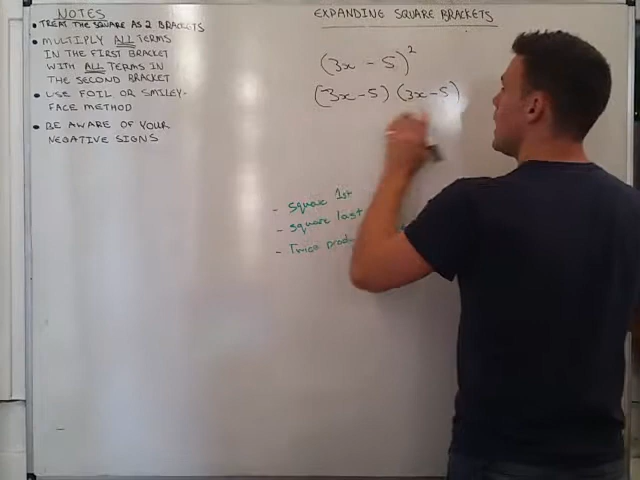 NOTES
• TREAT THE SQUARE AS 2 BRACKETS
• MULTIPLY ALL TERMS
IN THE FIRST BRACKET
WITH ALL TERMS IN
THE SECOND BRACKET
• USE FOIL OR SMILEY-
FACE METHOD
• BE AWARE OF YOUR
NEGATIVE SIGNS
EXPANDING SQUARE BRACKETS
(3x - 5)²
(3x - 5) (3x - 5)
- square 1st
- square last
- Twice